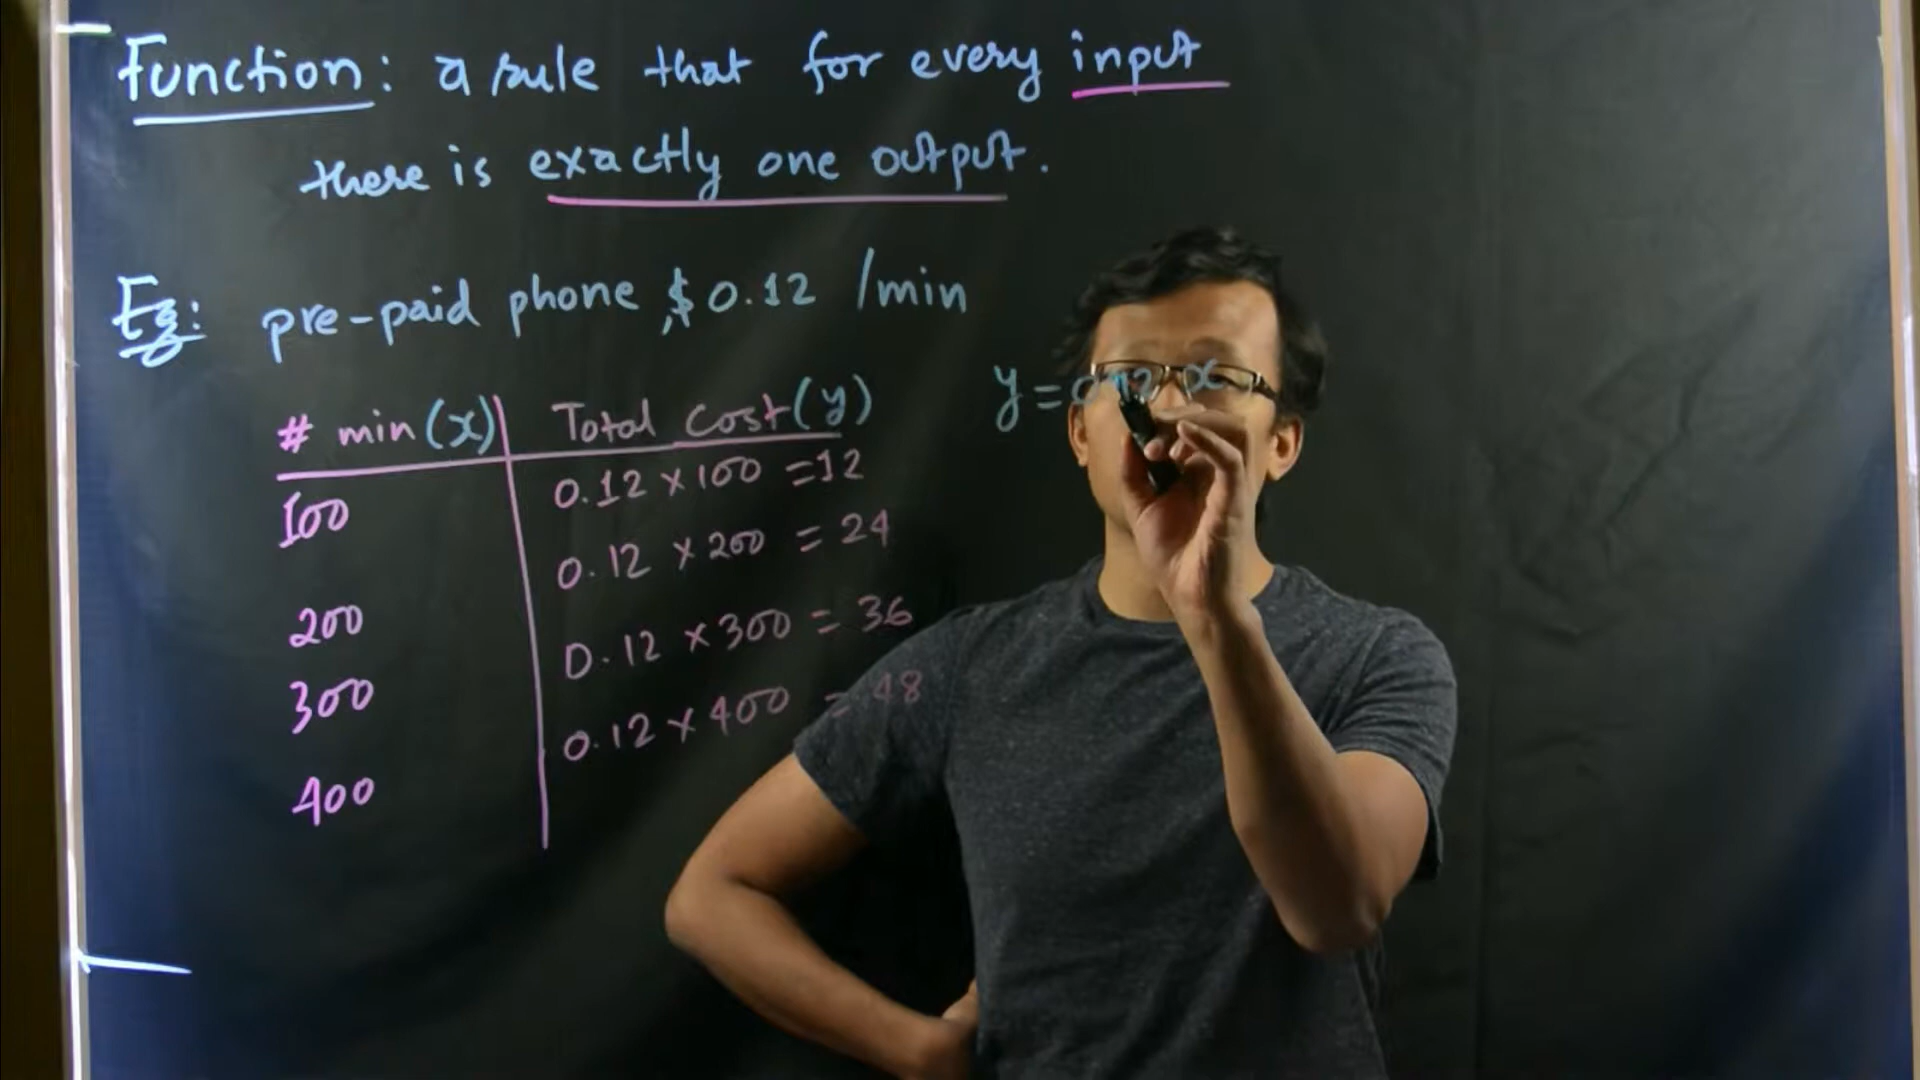 Function: a rule that for every input
there is exactly one output.
Eg: pre-paid phone, $0.12 /min
# min (x) Total Cost (y)
100 0.12 x 100 = 12
200 0.12 x 200 = 24
300 0.12 x 300 = 36
400 0.12 x 400 = 48
y = 0.12 x